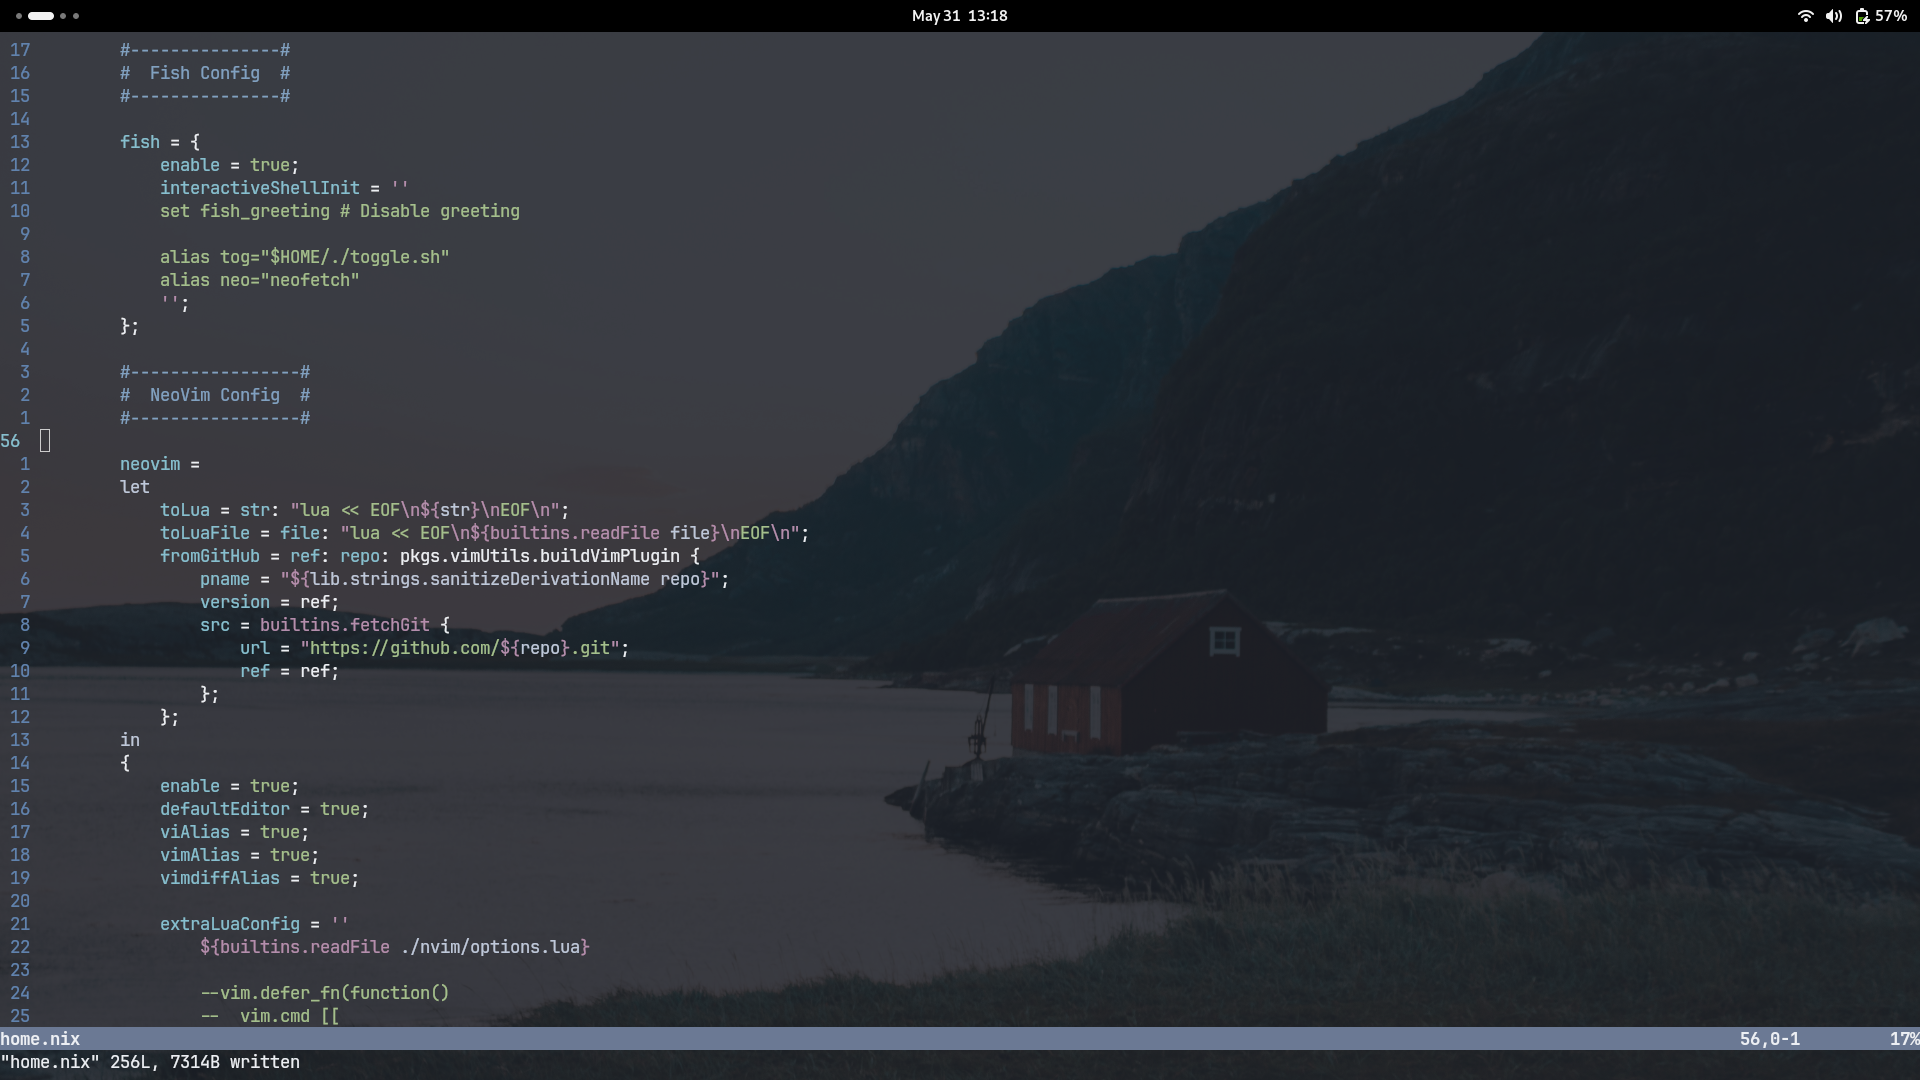 May 31 13:18
57%
17 #---------------#
16 # Fish Config #
15 #---------------#
14
13 fish = {
12 enable = true;
11 interactiveShellInit = ''
10 set fish_greeting # Disable greeting
9
8 alias tog="$HOME/./toggle.sh"
7 alias neo="neofetch"
6 '';
5 };
4
3 #-----------------#
2 # NeoVim Config #
1 #-----------------#
56
1 neovim =
2 let
3 toLua = str: "lua << EOF\n${str}\nEOF\n";
4 toLuaFile = file: "lua << EOF\n${builtins.readFile file}\nEOF\n";
5 fromGitHub = ref: repo: pkgs.vimUtils.buildVimPlugin {
6 pname = "${lib.strings.sanitizeDerivationName repo}";
7 version = ref;
8 src = builtins.fetchGit {
9 url = "https://github.com/${repo}.git";
10 ref = ref;
11 };
12 };
13 in
14 {
15 enable = true;
16 defaultEditor = true;
17 viAlias = true;
18 vimAlias = true;
19 vimdiffAlias = true;
20
21 extraLuaConfig = ''
22 ${builtins.readFile ./nvim/options.lua}
23
24 --vim.defer_fn(function()
25 -- vim.cmd [[
home.nix 56,0-1 17%
"home.nix" 256L, 7314B written